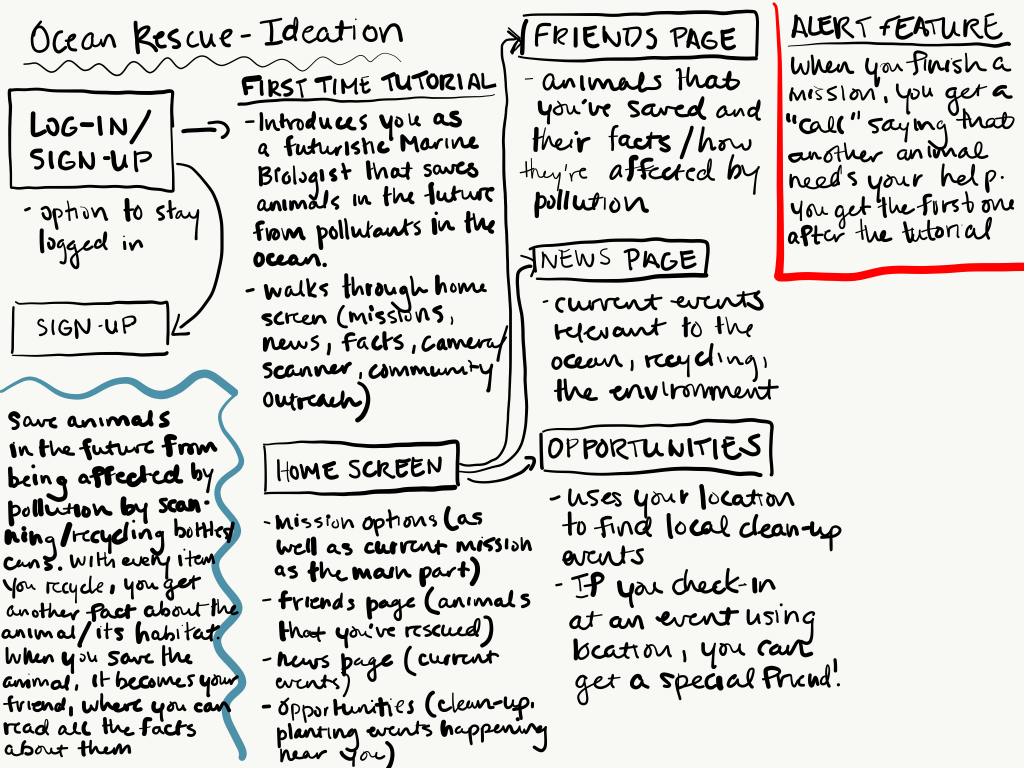 Ocean Rescue - Ideation
LOG-IN/
SIGN-UP
- option to stay
logged in
SIGN-UP
Save animals
in the future from
being affected by
pollution by scan-
ning/recycling bottles/
cans. With every item
you recycle, you get
another fact about the
animal/its habitat.
When you save the
animal, it becomes your
friend, where you can
read all the facts
about them
FIRST TIME TUTORIAL
- Introduces you as
a futuristic Marine
Biologist that saves
animals in the future
from pollutants in the
ocean.
- walks through home
screen (missions,
news, facts, camera/
scanner, community
outreach)
HOME SCREEN
- Mission options (as
well as current mission
as the main part)
- friends page (animals
that you've rescued)
- news page (current
events)
- opportunities (clean-up,
planting events happening
near you)
FRIENDS PAGE
- animals that
you've saved and
their facts/how
they're affected by
pollution
NEWS PAGE
- current events
relevant to the
ocean, recycling,
the environment
OPPORTUNITIES
- uses your location
to find local clean-up
events
- If you check-in
at an event using
location, you can
get a special friend!
ALERT FEATURE
When you finish a
mission, you get a
"call" saying that
another animal
needs your help.
You get the first one
after the tutorial